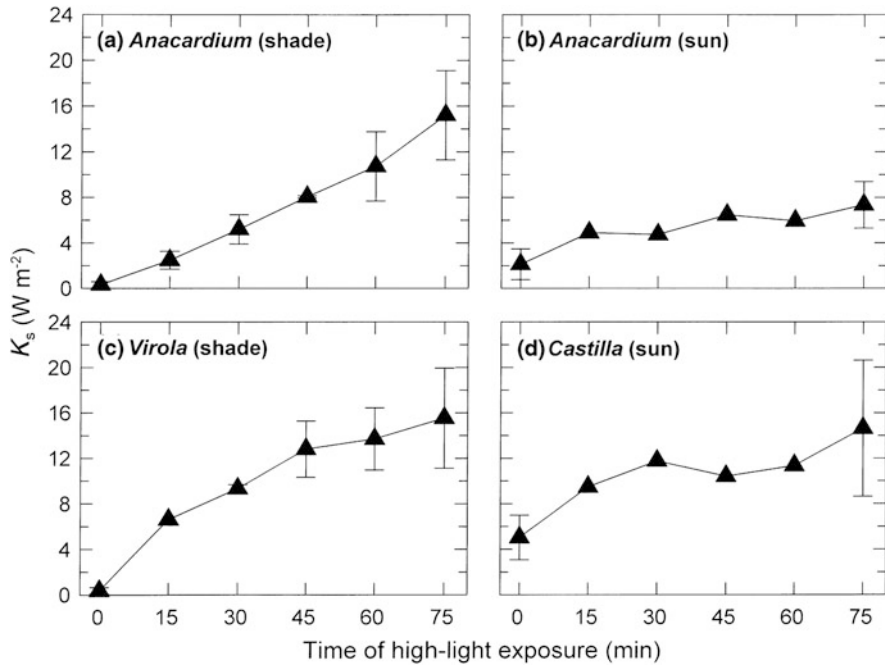 24
20
16
12
8
4
0
(a) Anacardium (shade)
(b) Anacardium (sun)
24
20
16
12
8
4
0
(c) Virola (shade)
(d) Castilla (sun)
Ks (W m-2)
0 15 30 45 60 75 0 15 30 45 60 75
Time of high-light exposure (min)